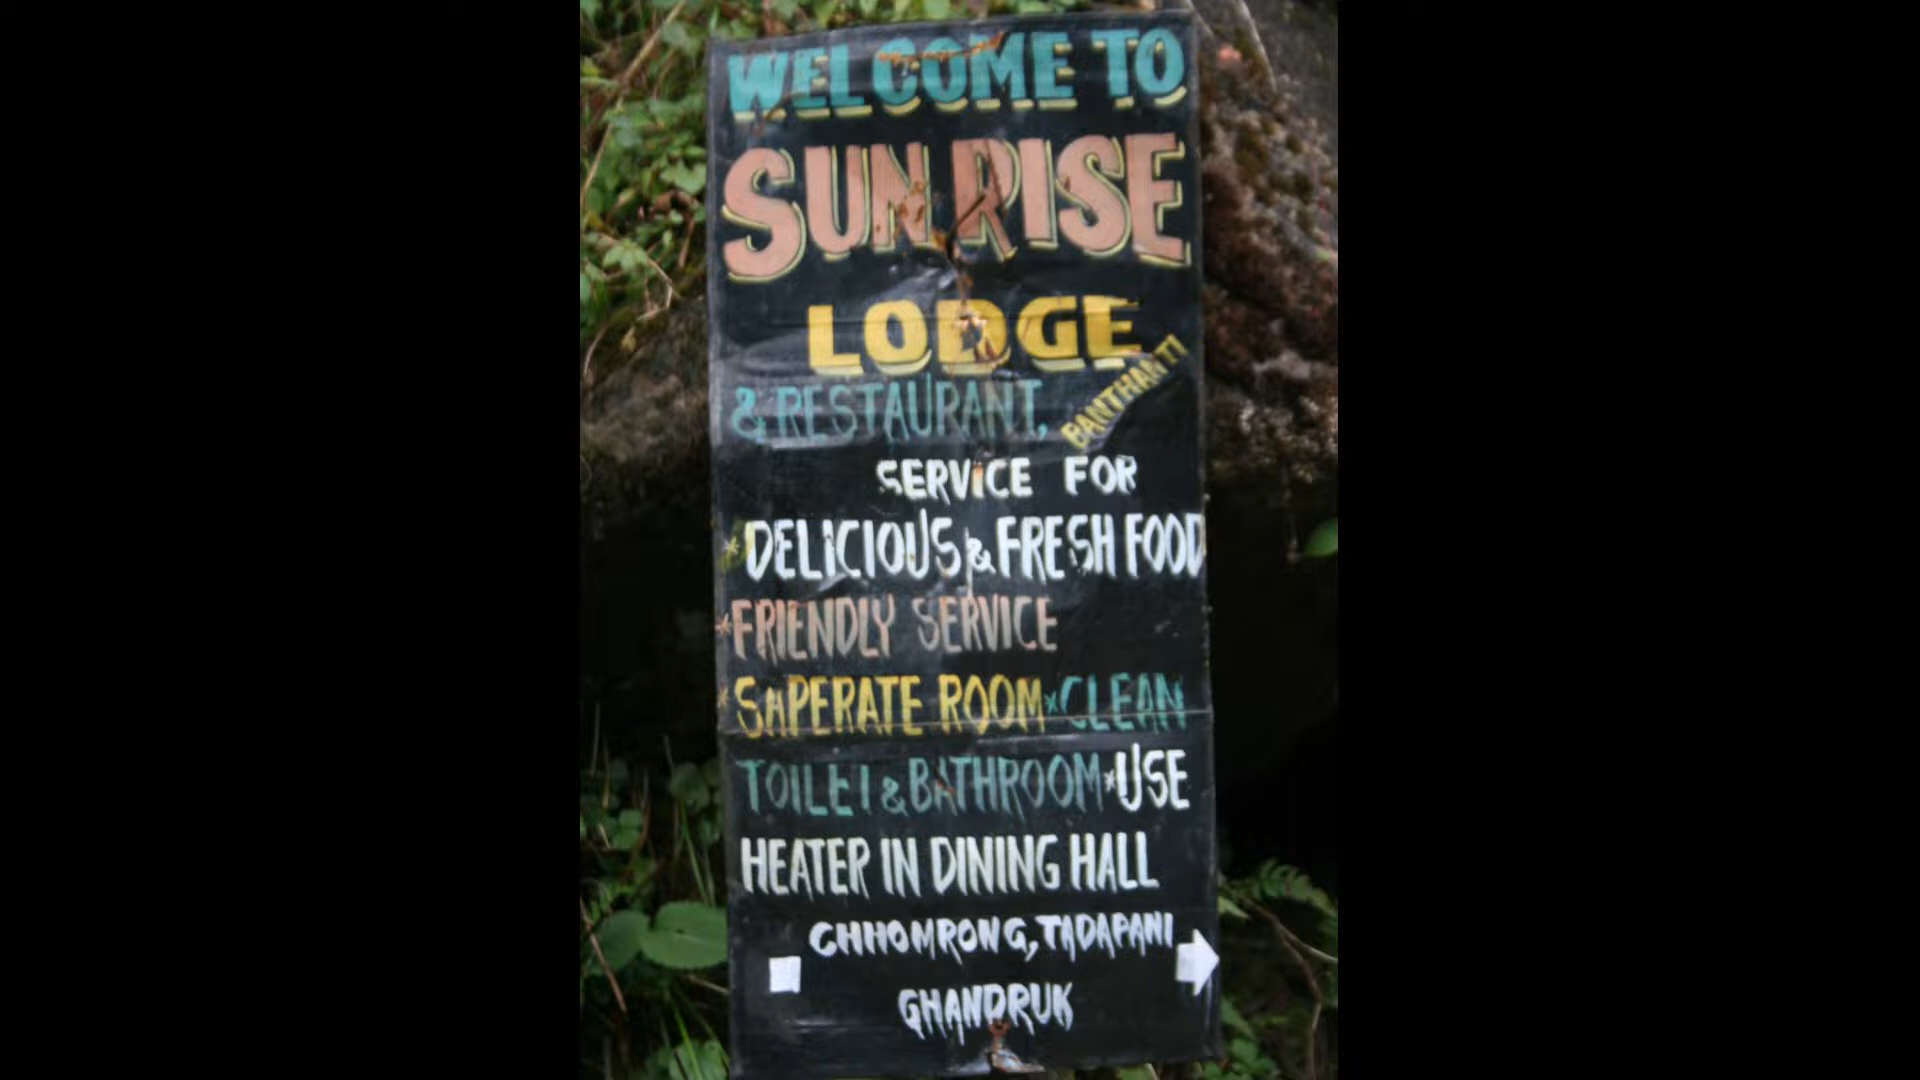 WELCOME TO
SUN RISE
LODGE
& RESTAURANT, BANTHANTI
SERVICE FOR
*DELICIOUS & FRESH FOOD
*FRIENDLY SERVICE
*SAPERATE ROOM *CLEAN
TOILET & BATHROOM *USE
HEATER IN DINING HALL
CHHOMRONG, TADAPANI
GHANDRUK